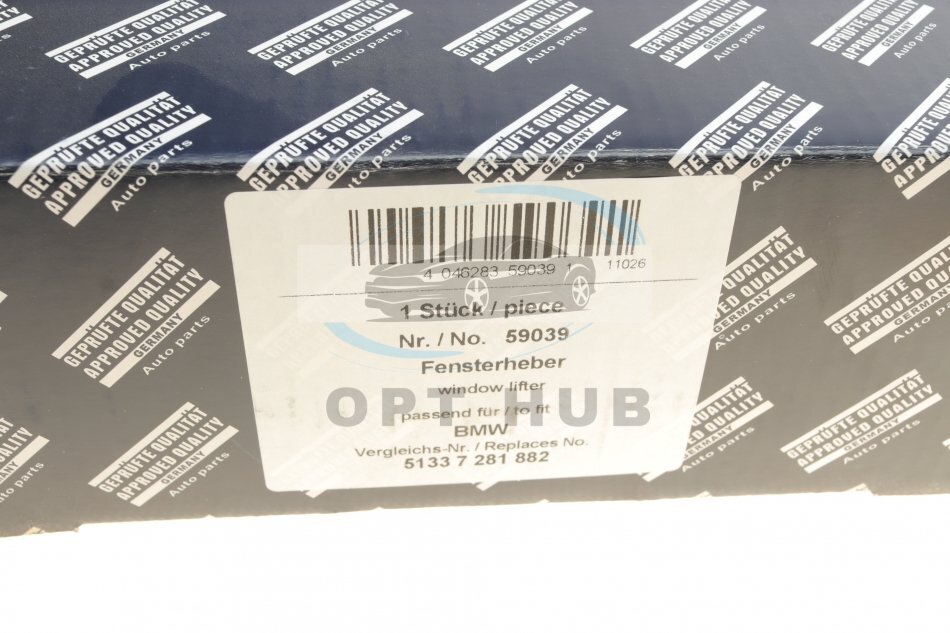 GEPRÜFTE QUALITÄT
APPROVED QUALITY
GERMANY
Auto parts
4 046283 59039 1
11026
1 Stück / piece
Nr. / No. 59039
Fensterheber
window lifter
passend für / to fit
BMW
Vergleichs-Nr. / Replaces No.
5133 7 281 882
OPT HUB